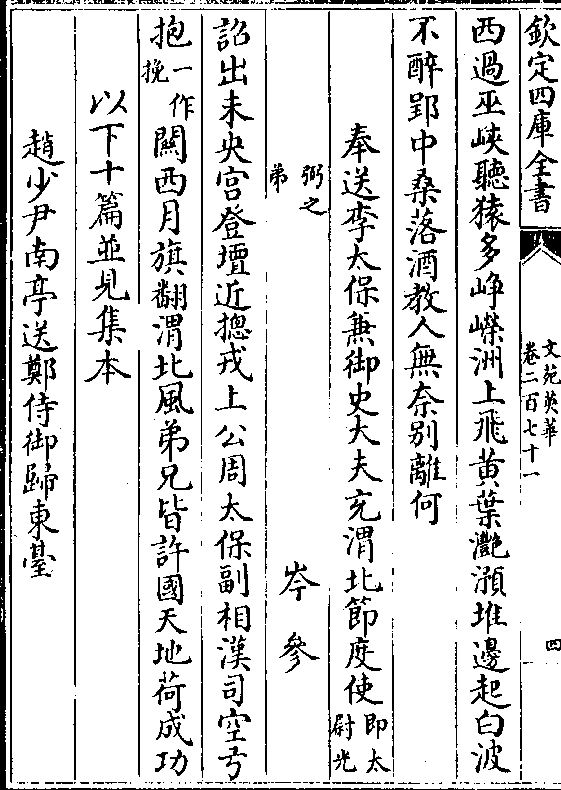 欽定四庫全書
文苑英華
卷二百七十一
四
西過巫峽聽猿多崢嶸洲上飛黄葉灔澦堆邊起白波
不醉郢中桑落酒教人無奈别離何
奉送李太保兼御史大夫充渭北節度使即太尉光
弼之弟
岑參
詔出未央宫登壇近摠戎上公周太保副相漢司空弓
抱一作挽闗西月旗翻渭北風弟兄皆許國天地荷成功
以下十篇並見集本
趙少尹南亭送鄭侍御歸東臺